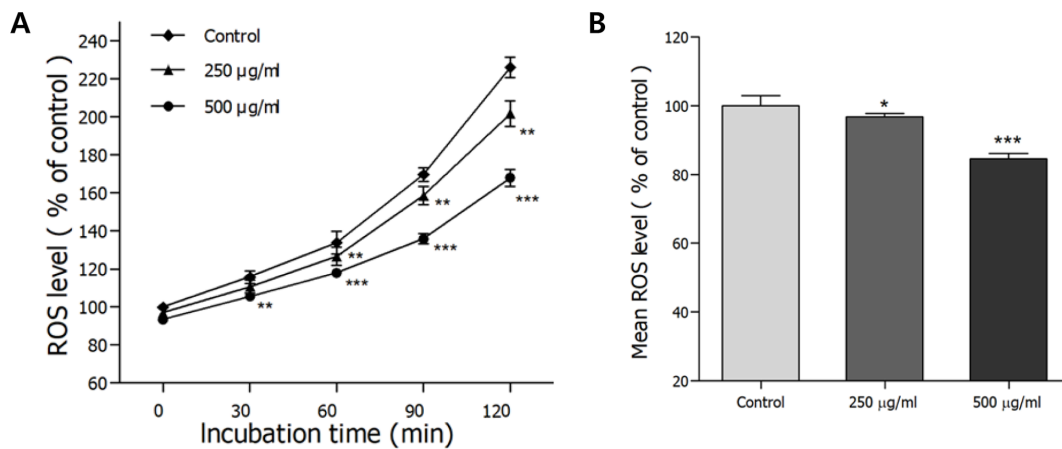 A
ROS level ( % of control)
240
220
200
180
160
140
120
100
80
60
Control
250 µg/ml
500 µg/ml
**
***
**
***
**
***
**
0 30 60 90 120
Incubation time (min)
B
Mean ROS level ( % of control)
120
100
80
60
40
20
*
***
Control 250 µg/ml 500 µg/ml